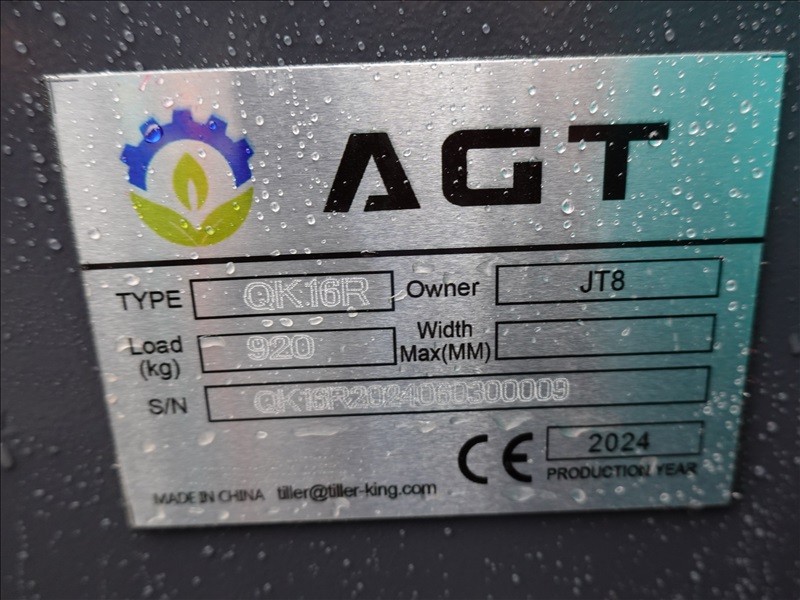 AGT
TYPE QK16R Owner JT8
Load (kg) 920 Width Max(MM)
S/N QK16R2024060300009
CE 2024
PRODUCTION YEAR
MADE IN CHINA tiller@tiller-king.com